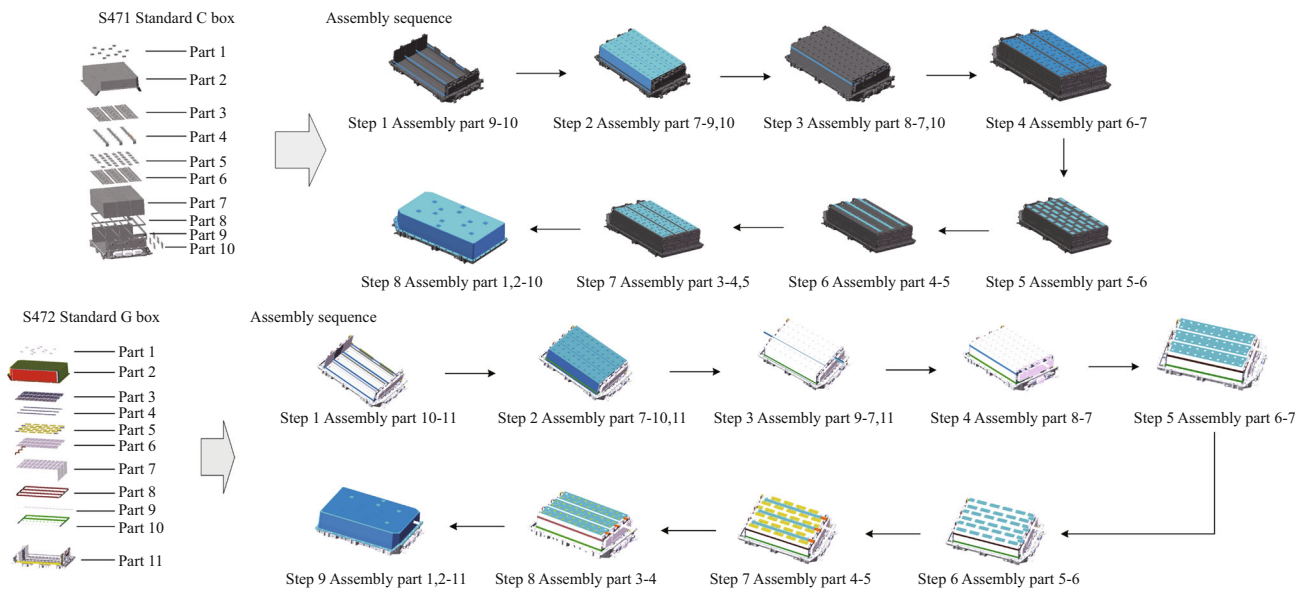 S471 Standard C box
Part 1
Part 2
Part 3
Part 4
Part 5
Part 6
Part 7
Part 8
Part 9
Part 10
Assembly sequence
Step 1 Assembly part 9-10
Step 2 Assembly part 7-9,10
Step 3 Assembly part 8-7,10
Step 4 Assembly part 6-7
Step 8 Assembly part 1,2-10
Step 7 Assembly part 3-4,5
Step 6 Assembly part 4-5
Step 5 Assembly part 5-6
S472 Standard G box
Part 1
Part 2
Part 3
Part 4
Part 5
Part 6
Part 7
Part 8
Part 9
Part 10
Part 11
Assembly sequence
Step 1 Assembly part 10-11
Step 2 Assembly part 7-10,11
Step 3 Assembly part 9-7,11
Step 4 Assembly part 8-7
Step 5 Assembly part 6-7
Step 9 Assembly part 1,2-11
Step 8 Assembly part 3-4
Step 7 Assembly part 4-5
Step 6 Assembly part 5-6